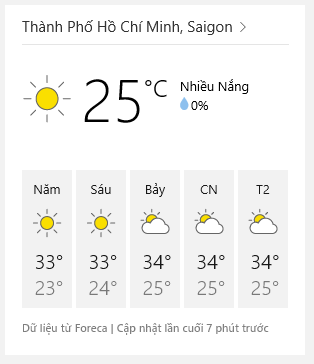 Thành Phố Hồ Chí Minh, Saigon
25°C
Nhiều Nắng
0%
Năm Sáu Bảy CN T2
33° 33° 34° 34° 34°
23° 24° 25° 25° 25°
Dữ liệu từ Foreca | Cập nhật lần cuối 7 phút trước